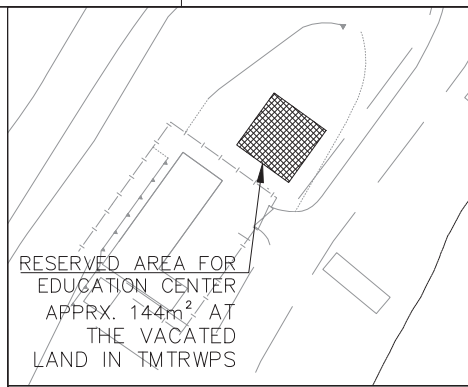 RESERVED AREA FOR
EDUCATION CENTER
APPRX. 144m² AT
THE VACATED
LAND IN TMTRWPS